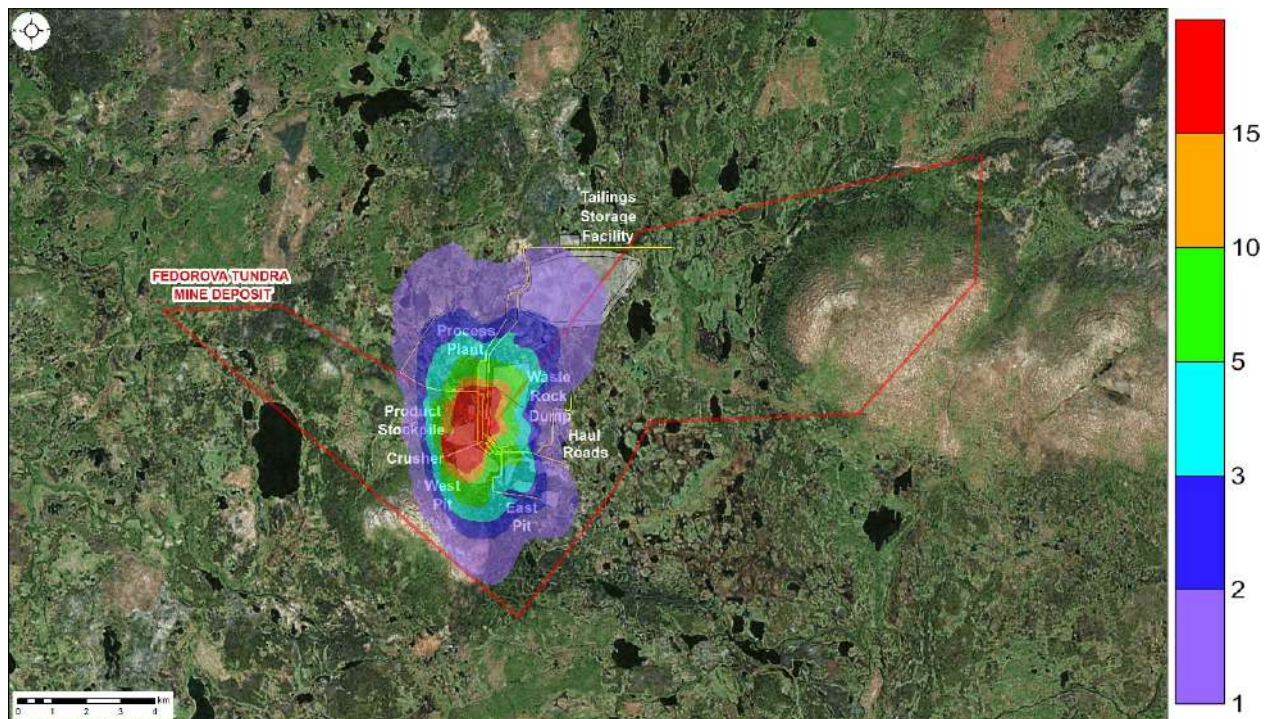 Tailings
Storage
Facility
FEDOROVA TUNDRA
MINE DEPOSIT
Process
Plant
Waste
Rock
Dump
Product
Stockpile
Haul
Roads
Crusher
West
Pit
East
Pit
km
0 1 2 3 4
15
10
5
3
2
1